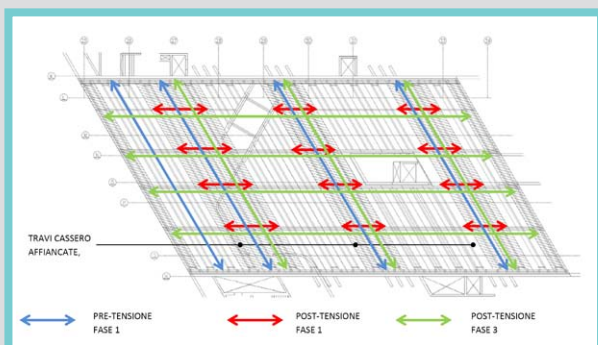 TRAVI CASSERO
AFFIANCATE,
PRE-TENSIONE
FASE 1
POST-TENSIONE
FASE 1
POST-TENSIONE
FASE 3